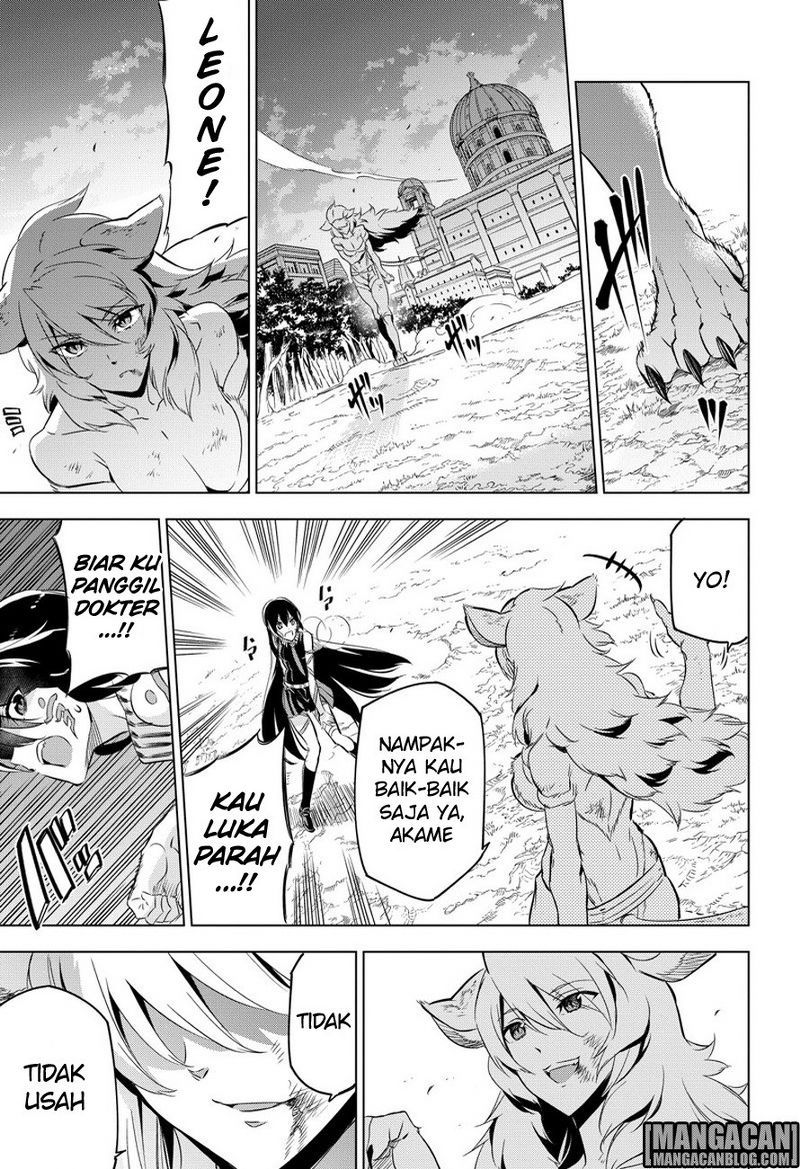 LEONE!
YO!
NAMPAK-
NYA KAU
BAIK-BAIK
SAJA YA,
AKAME
KAU
LUKA
PARAH
...!!
BIAR KU
PANGGIL
DOKTER
...!!
TIDAK
TIDAK
USAH
MANGACAN
MANGACANBLOG.COM